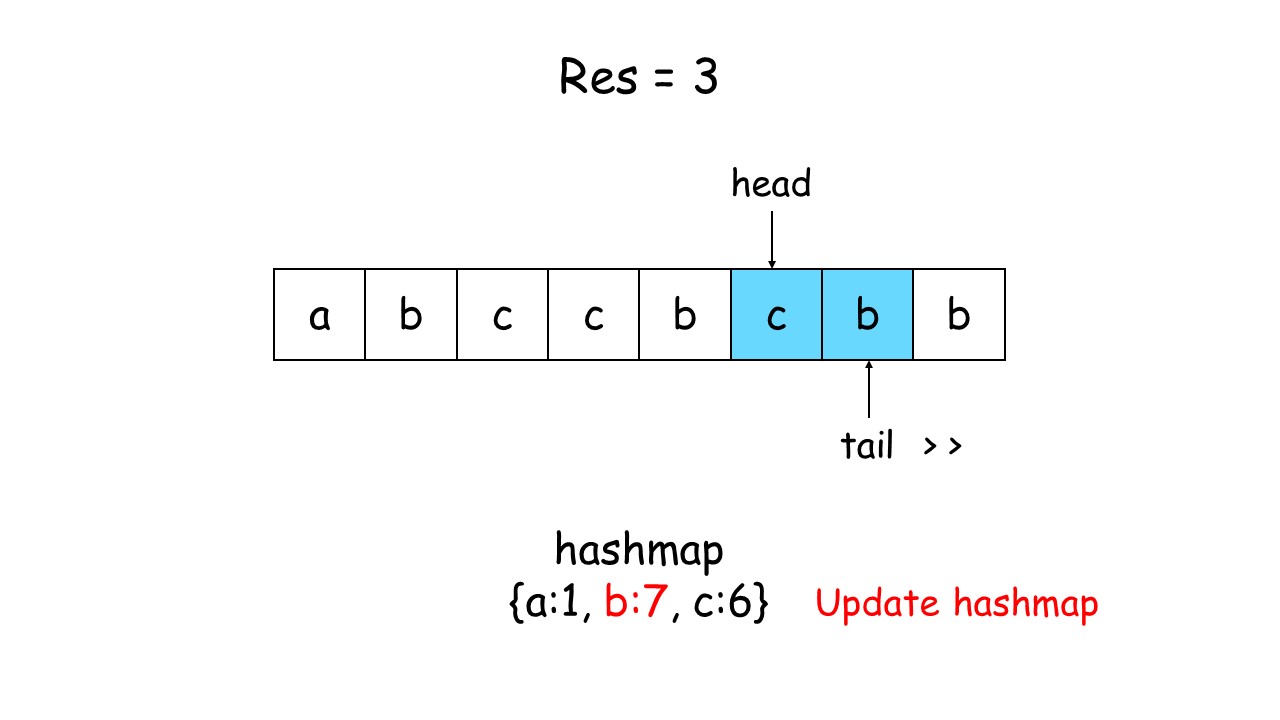 Res = 3
head
a b c c b c b b
tail >>
hashmap
{a:1, b:7, c:6} Update hashmap